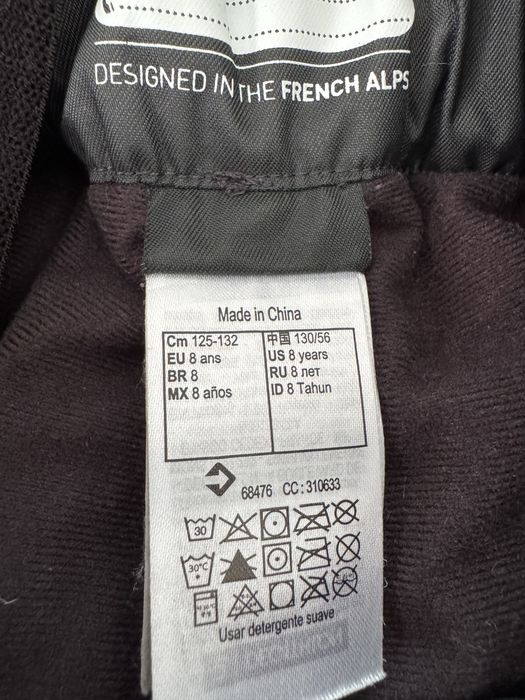 DESIGNED IN THE FRENCH ALPS
Made in China
Cm 125-132
EU 8 ans
BR 8
MX 8 años
中国 130/56
US 8 years
RU 8 лет
ID 8 Tahun
68476 CC:310633
30
30°C
Usar detergente suave